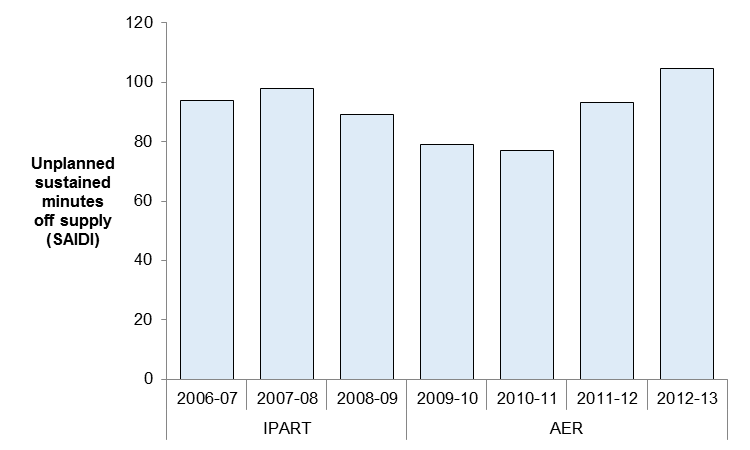 120
100
80
60
40
20
0
Unplanned
sustained
minutes
off supply
(SAIDI)
2006-07 2007-08 2008-09 2009-10 2010-11 2011-12 2012-13
IPART AER